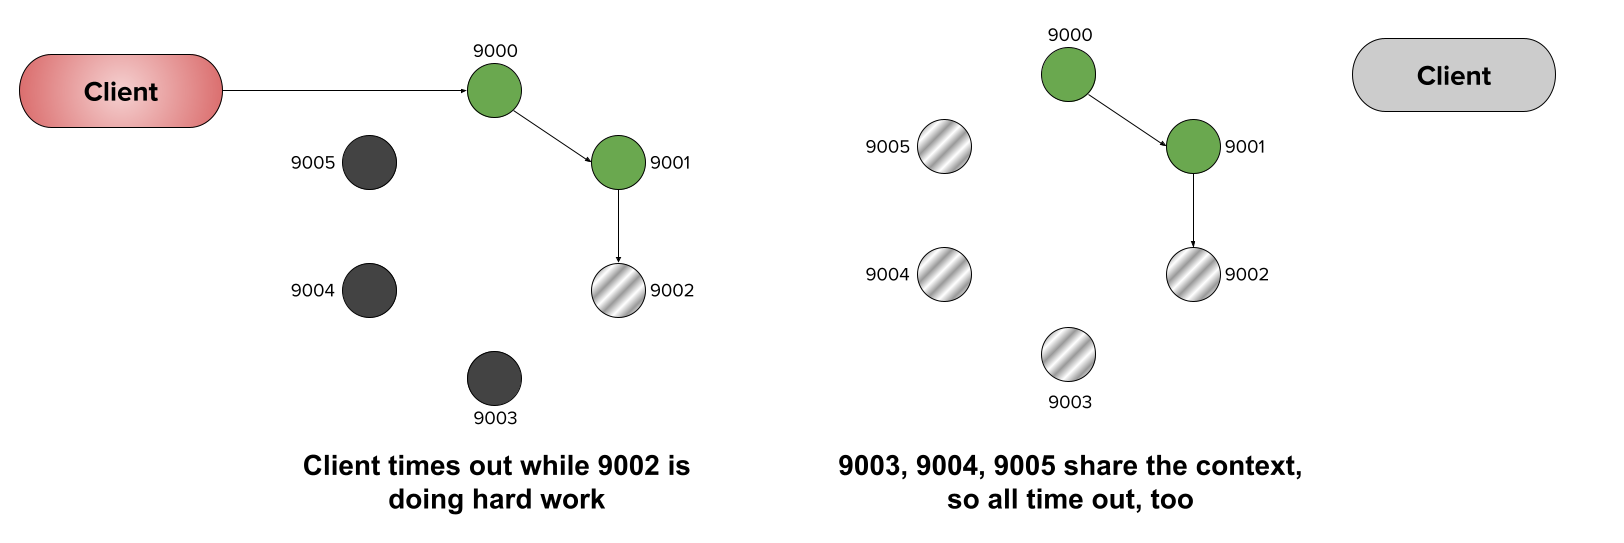 9000
Client
9005
9001
9004
9002
9003
Client times out while 9002 is
doing hard work
9000
Client
9005
9001
9004
9002
9003
9003, 9004, 9005 share the context,
so all time out, too